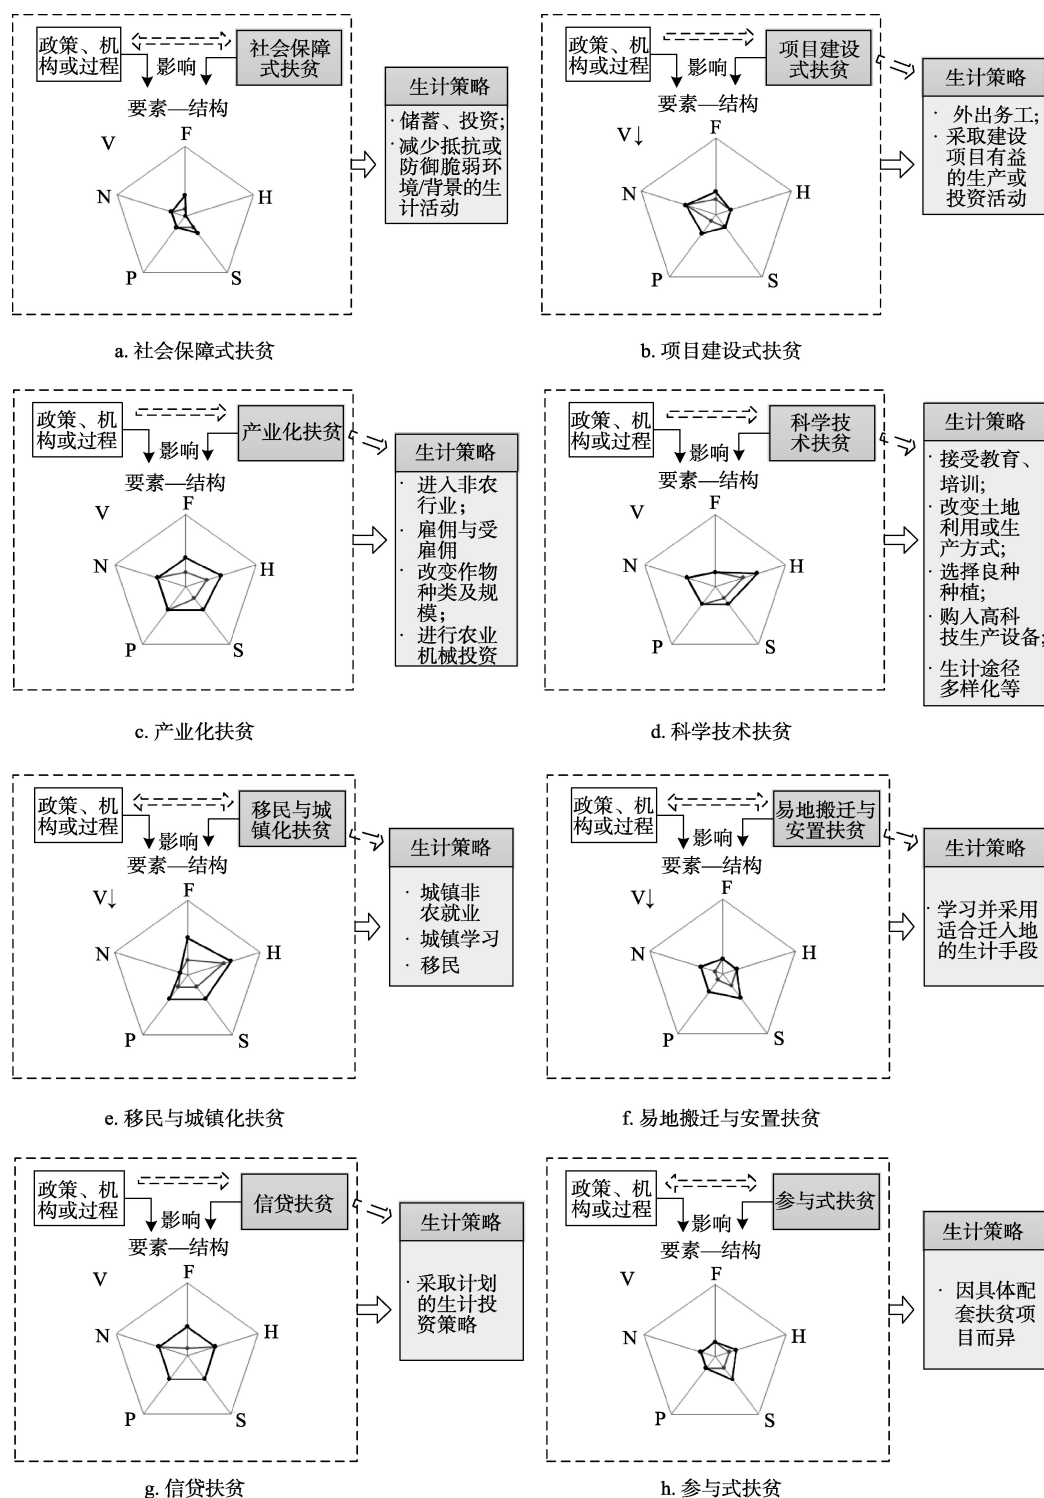 政策、机
构或过程
社会保障
式扶贫
影响
要素—结构
V
F
N
H
P
S
生计策略
· 储蓄、投资;
· 减少抵抗或
防御脆弱环
境/背景的生
计活动
a. 社会保障式扶贫
政策、机
构或过程
项目建设
式扶贫
影响
要素—结构
V↓
F
N
H
P
S
生计策略
· 外出务工;
· 采取建设
项目有益
的生产或
投资活动
b. 项目建设式扶贫
政策、机
构或过程
产业化扶贫
影响
要素—结构
V
F
N
H
P
S
生计策略
· 进入非农
行业;
· 雇佣与受
雇佣
· 改变作物
种类及规
模;
· 进行农业
机械投资
c. 产业化扶贫
政策、机
构或过程
科学技
术扶贫
影响
要素—结构
V
F
N
H
P
S
生计策略
· 接受教育、
培训;
· 改变土地
利用或生
产方式;
· 选择良种
种植;
· 购入高科
技生产设备;
· 生计途径
多样化等
d. 科学技术扶贫
政策、机
构或过程
移民与城
镇化扶贫
影响
要素—结构
V↓
F
N
H
P
S
生计策略
· 城镇非
农就业
· 城镇学习
· 移民
e. 移民与城镇化扶贫
政策、机
构或过程
易地搬迁与
安置扶贫
影响
要素—结构
V↓
F
N
H
P
S
生计策略
· 学习并采用
适合迁入地
的生计手段
f. 易地搬迁与安置扶贫
政策、机
构或过程
信贷扶贫
影响
要素—结构
V
F
N
H
P
S
生计策略
· 采取计划
的生计投
资策略
g. 信贷扶贫
政策、机
构或过程
参与式扶贫
影响
要素—结构
V
F
N
H
P
S
生计策略
· 因具体配
套扶贫项
目而异
h. 参与式扶贫